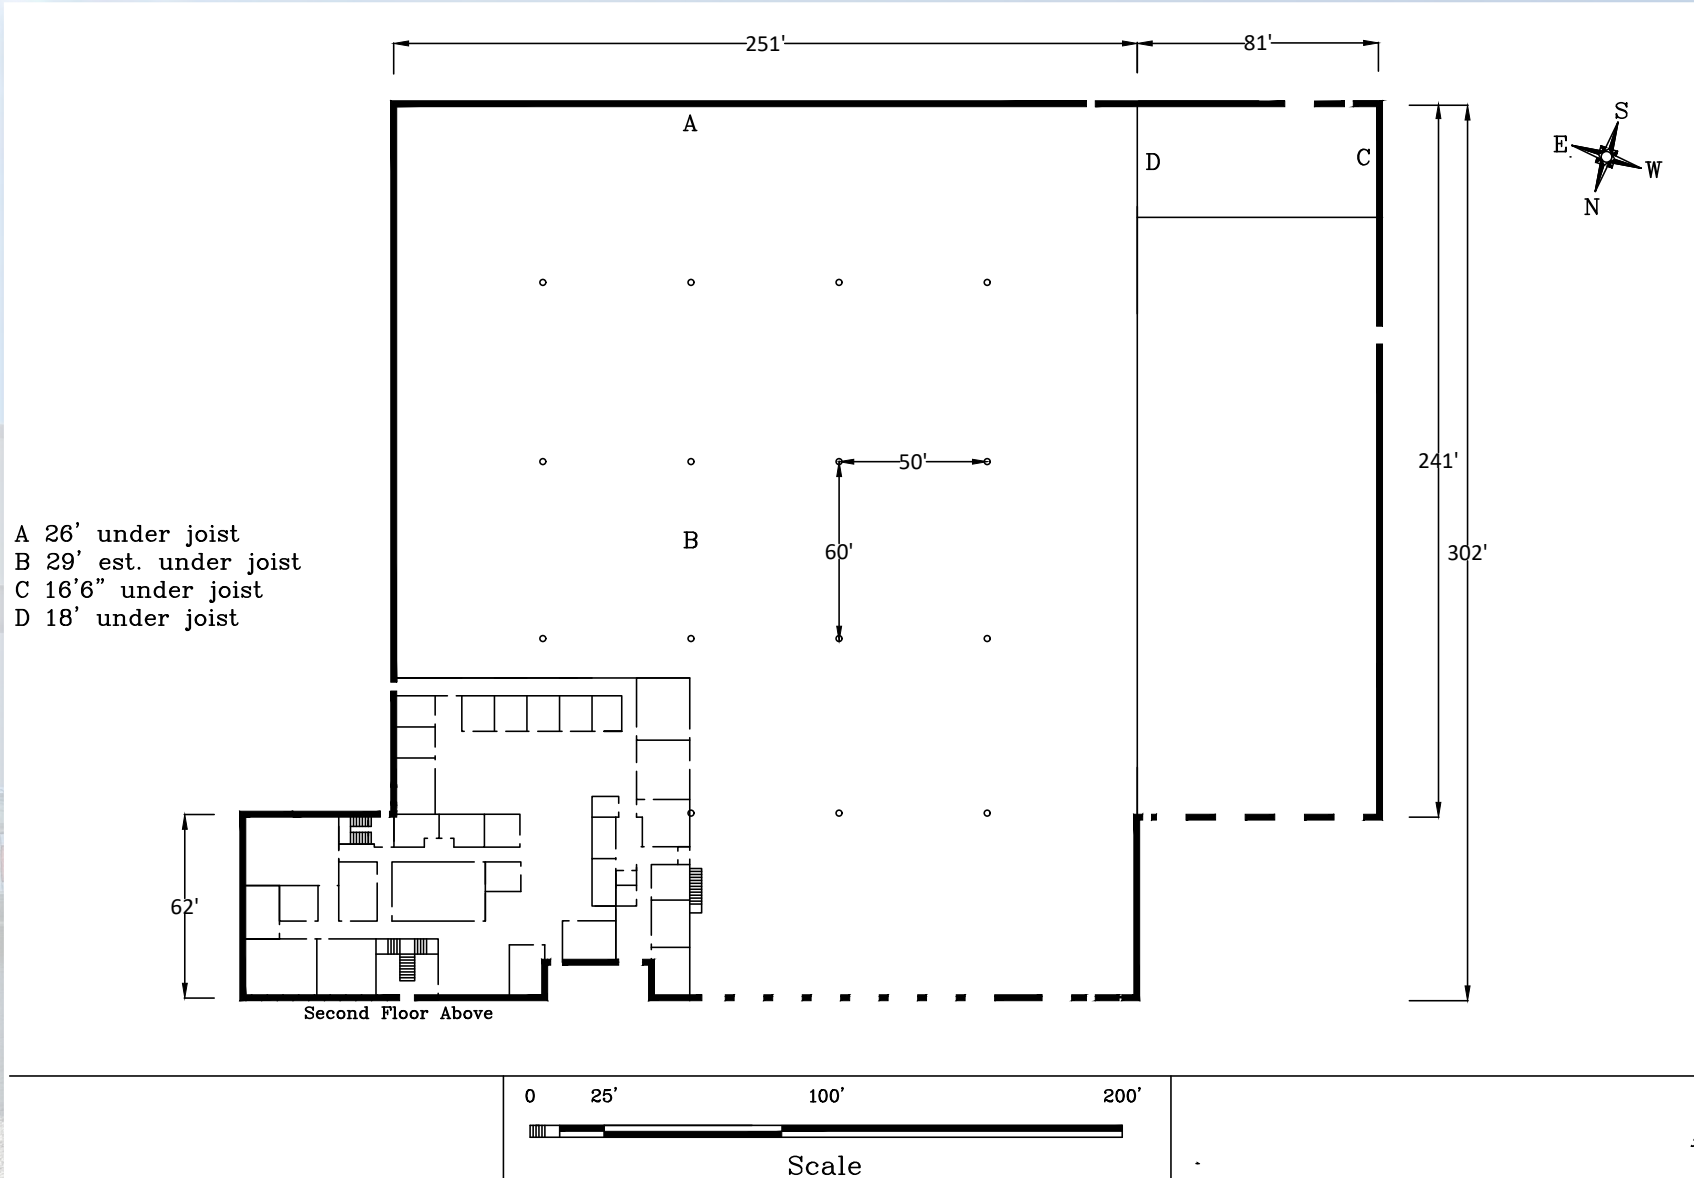 251'
81'
A
D
C
S
E
W
N
50'
241'
60'
302'
B
A 26' under joist
B 29' est. under joist
C 16'6" under joist
D 18' under joist
62'
Second Floor Above
0 25' 100' 200'
Scale